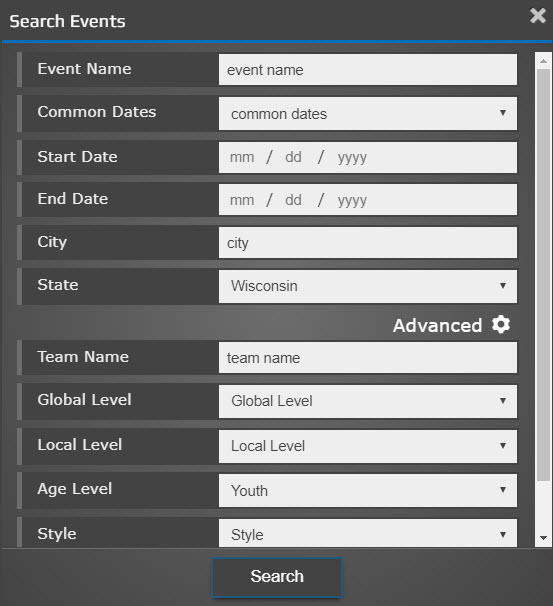 Search Events
Event Name event name
Common Dates common dates
Start Date mm / dd / yyyy
End Date mm / dd / yyyy
City city
State Wisconsin
Advanced
Team Name team name
Global Level Global Level
Local Level Local Level
Age Level Youth
Style Style
Search